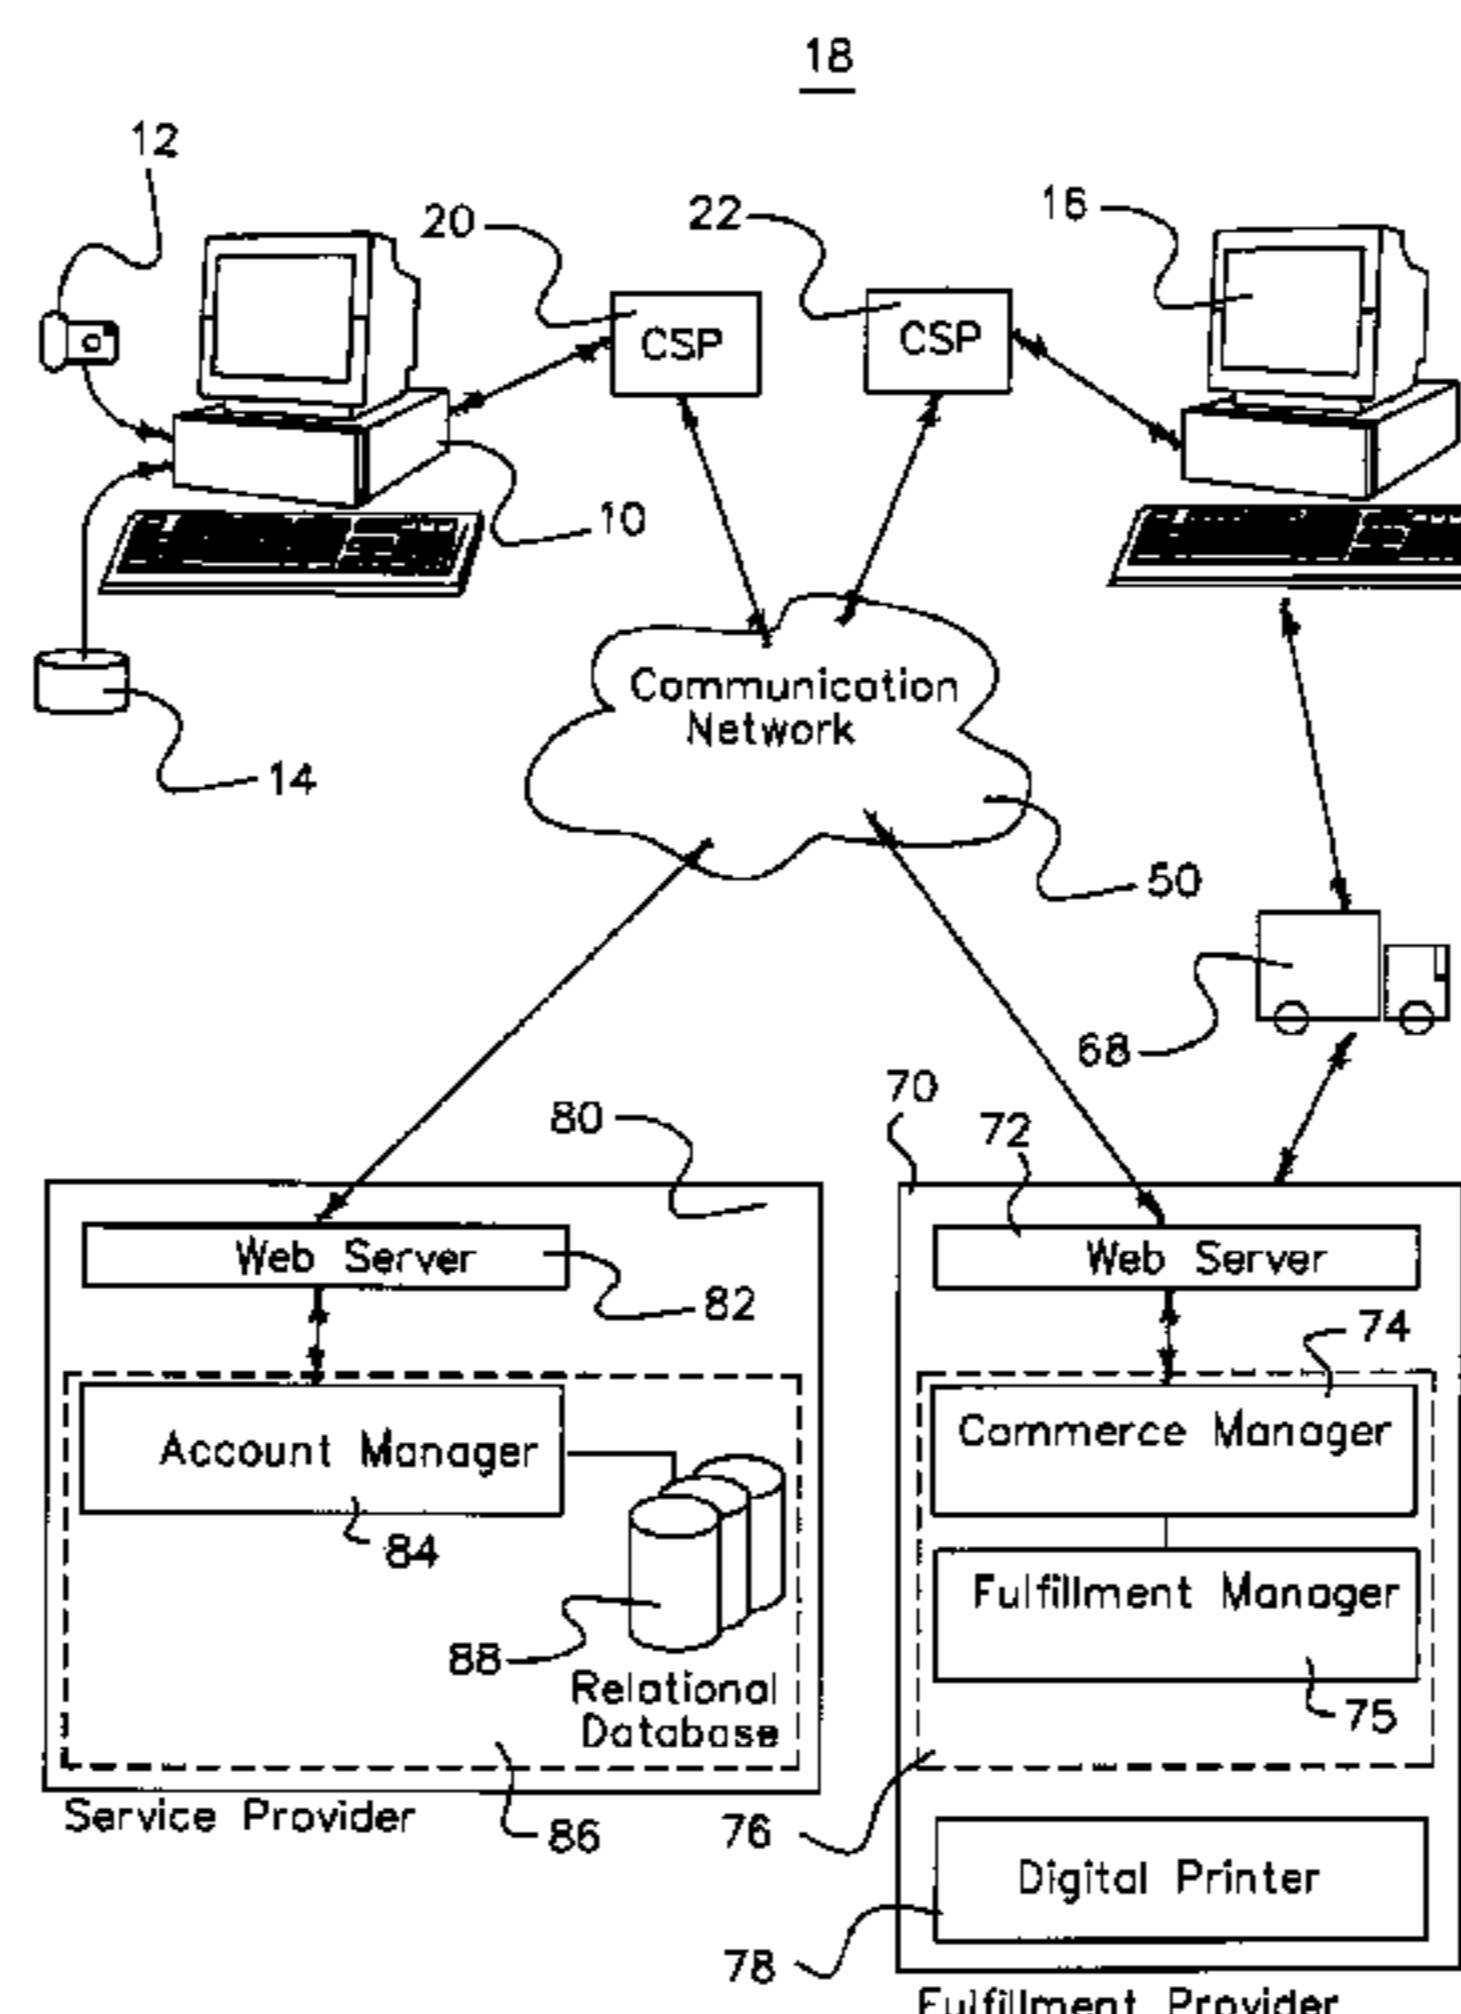 18
12
20
22
16
CSP
CSP
10
Communication
Network
14
50
68
80
70
72
Web Server
82
Web Server
74
Account Manager
84
Commerce Manager
88
Relational
Database
Fulfillment Manager
75
Service Provider
86
76
Digital Printer
78
Fulfillment Provider